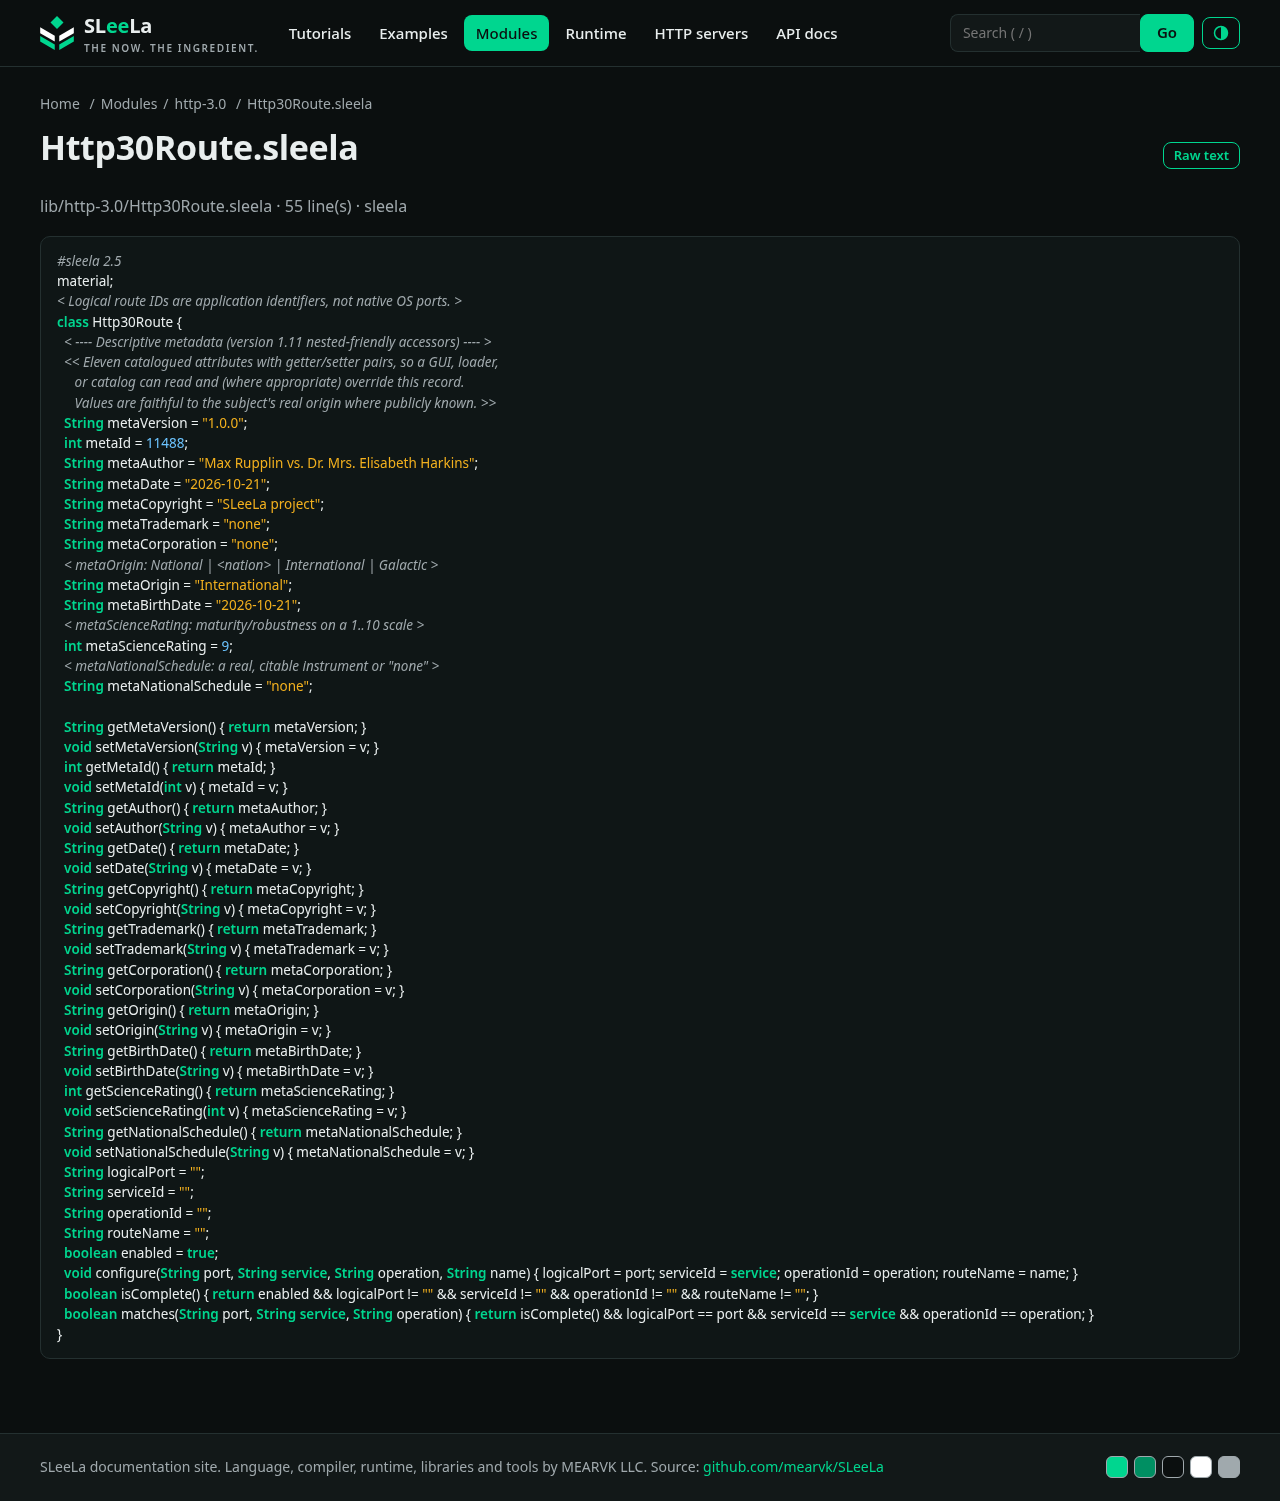 SLeeLa
THE NOW. THE INGREDIENT.
Tutorials Examples Modules Runtime HTTP servers API docs
Search ( / ) Go
Home / Modules / http-3.0 / Http30Route.sleela
Http30Route.sleela
Raw text
lib/http-3.0/Http30Route.sleela · 55 line(s) · sleela
#sleela 2.5
material;
< Logical route IDs are application identifiers, not native OS ports. >
class Http30Route {
< ---- Descriptive metadata (version 1.11 nested-friendly accessors) ---- >
<< Eleven catalogued attributes with getter/setter pairs, so a GUI, loader,
or catalog can read and (where appropriate) override this record.
Values are faithful to the subject's real origin where publicly known. >>
String metaVersion = "1.0.0";
int metaId = 11488;
String metaAuthor = "Max Rupplin vs. Dr. Mrs. Elisabeth Harkins";
String metaDate = "2026-10-21";
String metaCopyright = "SLeeLa project";
String metaTrademark = "none";
String metaCorporation = "none";
< metaOrigin: National | <nation> | International | Galactic >
String metaOrigin = "International";
String metaBirthDate = "2026-10-21";
< metaScienceRating: maturity/robustness on a 1..10 scale >
int metaScienceRating = 9;
< metaNationalSchedule: a real, citable instrument or "none" >
String metaNationalSchedule = "none";
String getMetaVersion() { return metaVersion; }
void setMetaVersion(String v) { metaVersion = v; }
int getMetaId() { return metaId; }
void setMetaId(int v) { metaId = v; }
String getAuthor() { return metaAuthor; }
void setAuthor(String v) { metaAuthor = v; }
String getDate() { return metaDate; }
void setDate(String v) { metaDate = v; }
String getCopyright() { return metaCopyright; }
void setCopyright(String v) { metaCopyright = v; }
String getTrademark() { return metaTrademark; }
void setTrademark(String v) { metaTrademark = v; }
String getCorporation() { return metaCorporation; }
void setCorporation(String v) { metaCorporation = v; }
String getOrigin() { return metaOrigin; }
void setOrigin(String v) { metaOrigin = v; }
String getBirthDate() { return metaBirthDate; }
void setBirthDate(String v) { metaBirthDate = v; }
int getScienceRating() { return metaScienceRating; }
void setScienceRating(int v) { metaScienceRating = v; }
String getNationalSchedule() { return metaNationalSchedule; }
void setNationalSchedule(String v) { metaNationalSchedule = v; }
String logicalPort = "";
String serviceId = "";
String operationId = "";
String routeName = "";
boolean enabled = true;
void configure(String port, String service, String operation, String name) { logicalPort = port; serviceId = service; operationId = operation; routeName = name; }
boolean isComplete() { return enabled && logicalPort != "" && serviceId != "" && operationId != "" && routeName != ""; }
boolean matches(String port, String service, String operation) { return isComplete() && logicalPort == port && serviceId == service && operationId == operation; }
}
SLeeLa documentation site. Language, compiler, runtime, libraries and tools by MEARVK LLC. Source: github.com/mearvk/SLeeLa